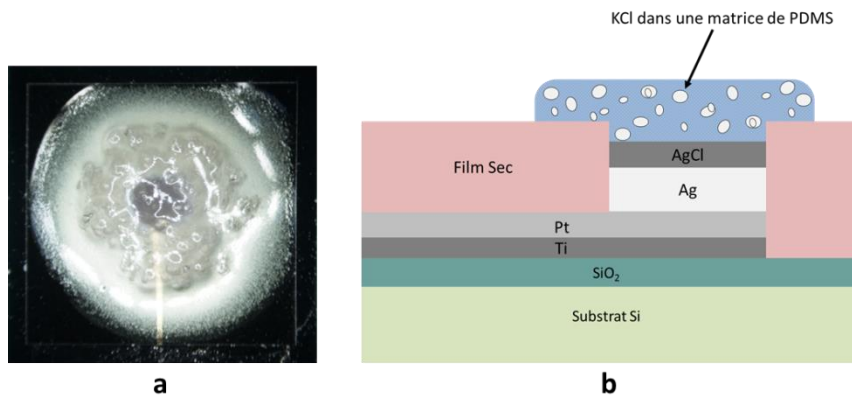 KCl dans une matrice de PDMS
AgCl
Film Sec
Ag
Pt
Ti
SiO₂
Substrat Si
a
b